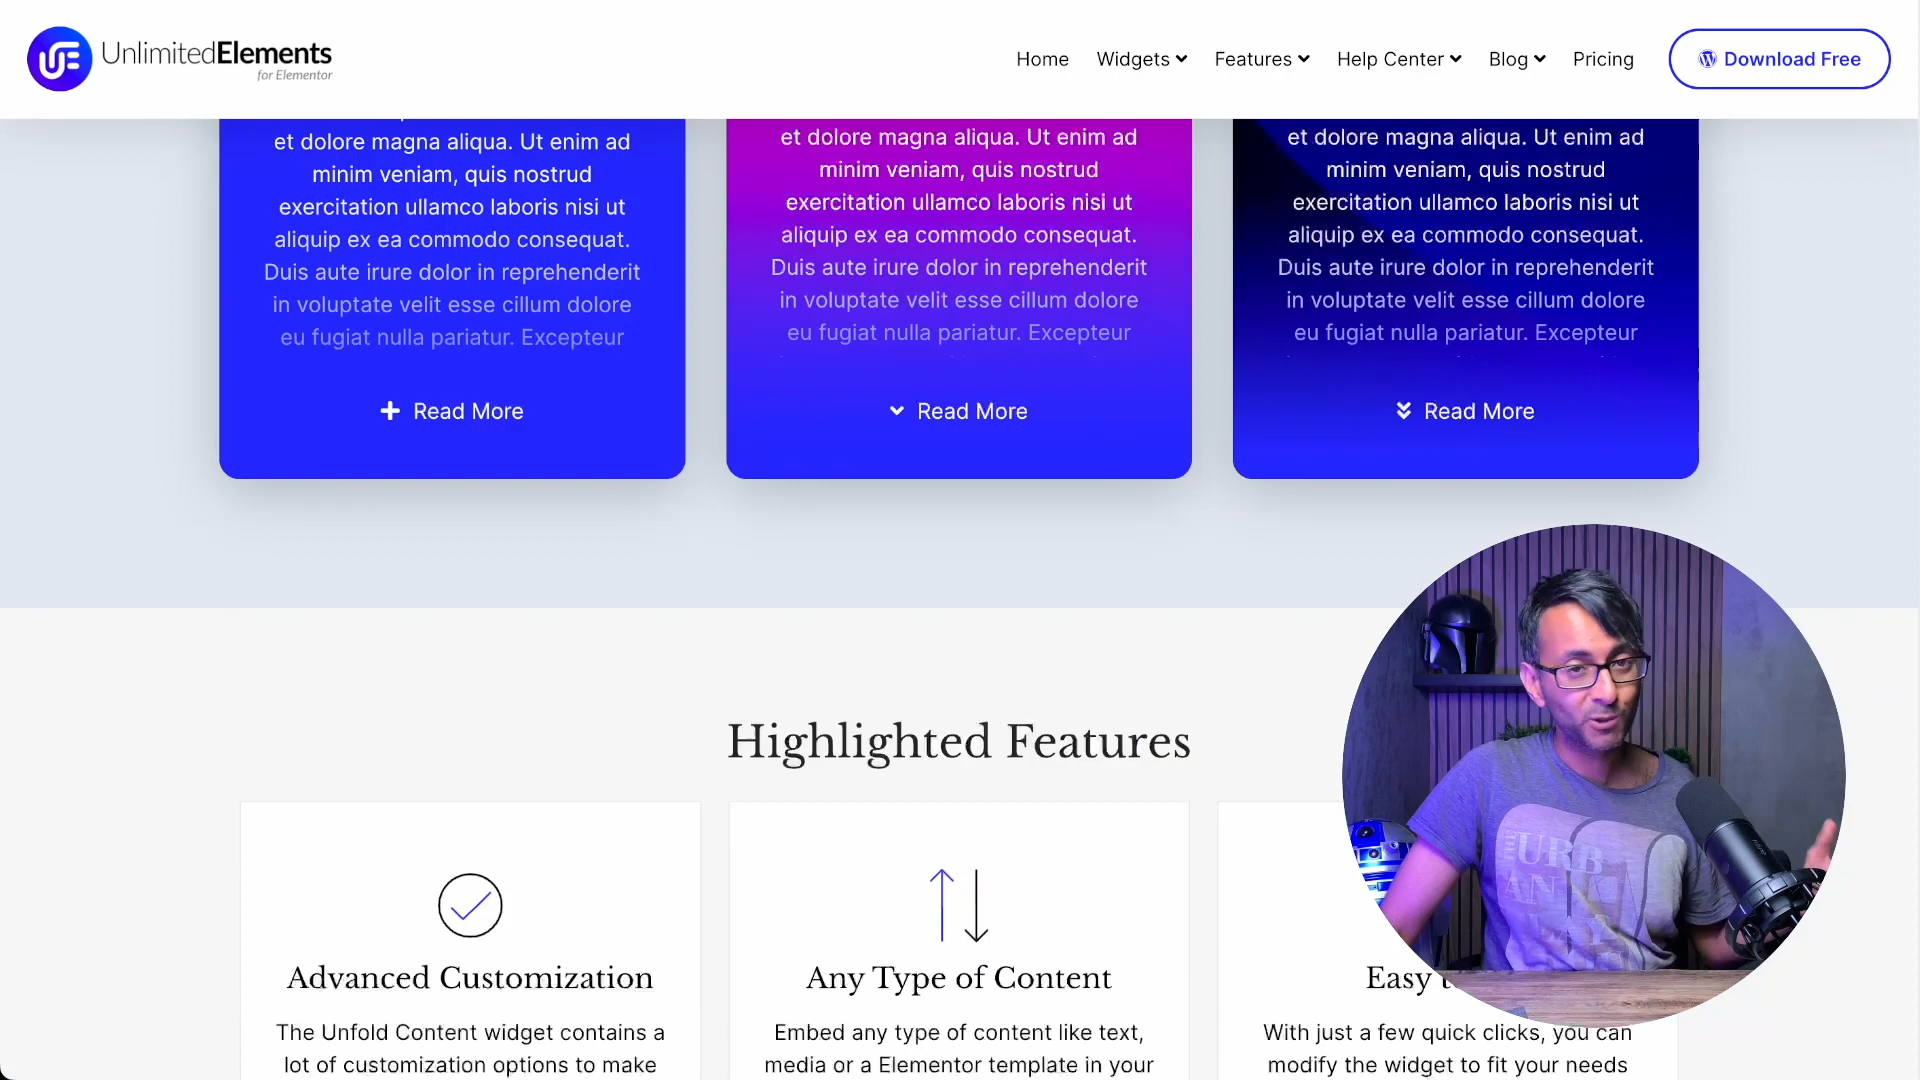 UnlimitedElements
for Elementor
Home Widgets Features Help Center Blog Pricing Download Free
et dolore magna aliqua. Ut enim ad
minim veniam, quis nostrud
exercitation ullamco laboris nisi ut
aliquip ex ea commodo consequat.
Duis aute irure dolor in reprehenderit
in voluptate velit esse cillum dolore
eu fugiat nulla pariatur. Excepteur
Read More
et dolore magna aliqua. Ut enim ad
minim veniam, quis nostrud
exercitation ullamco laboris nisi ut
aliquip ex ea commodo consequat.
Duis aute irure dolor in reprehenderit
in voluptate velit esse cillum dolore
eu fugiat nulla pariatur. Excepteur
Read More
et dolore magna aliqua. Ut enim ad
minim veniam, quis nostrud
exercitation ullamco laboris nisi ut
aliquip ex ea commodo consequat.
Duis aute irure dolor in reprehenderit
in voluptate velit esse cillum dolore
eu fugiat nulla pariatur. Excepteur
Read More
Highlighted Features
Advanced Customization
The Unfold Content widget contains a
lot of customization options to make
Any Type of Content
Embed any type of content like text,
media or a Elementor template in your
Easy
With just a few quick clicks, you can
modify the widget to fit your needs
THE URB
AN